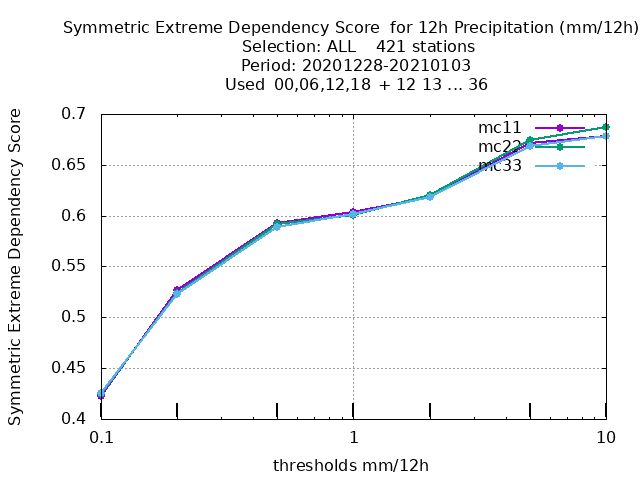 Symmetric Extreme Dependency Score for 12h Precipitation (mm/12h)
Selection: ALL 421 stations
Period: 20201228-20210103
Used 00,06,12,18 + 12 13 ... 36
Symmetric Extreme Dependency Score
0.7
0.65
0.6
0.55
0.5
0.45
0.4
mc11
mc22
mc33
0.1
1
10
thresholds mm/12h